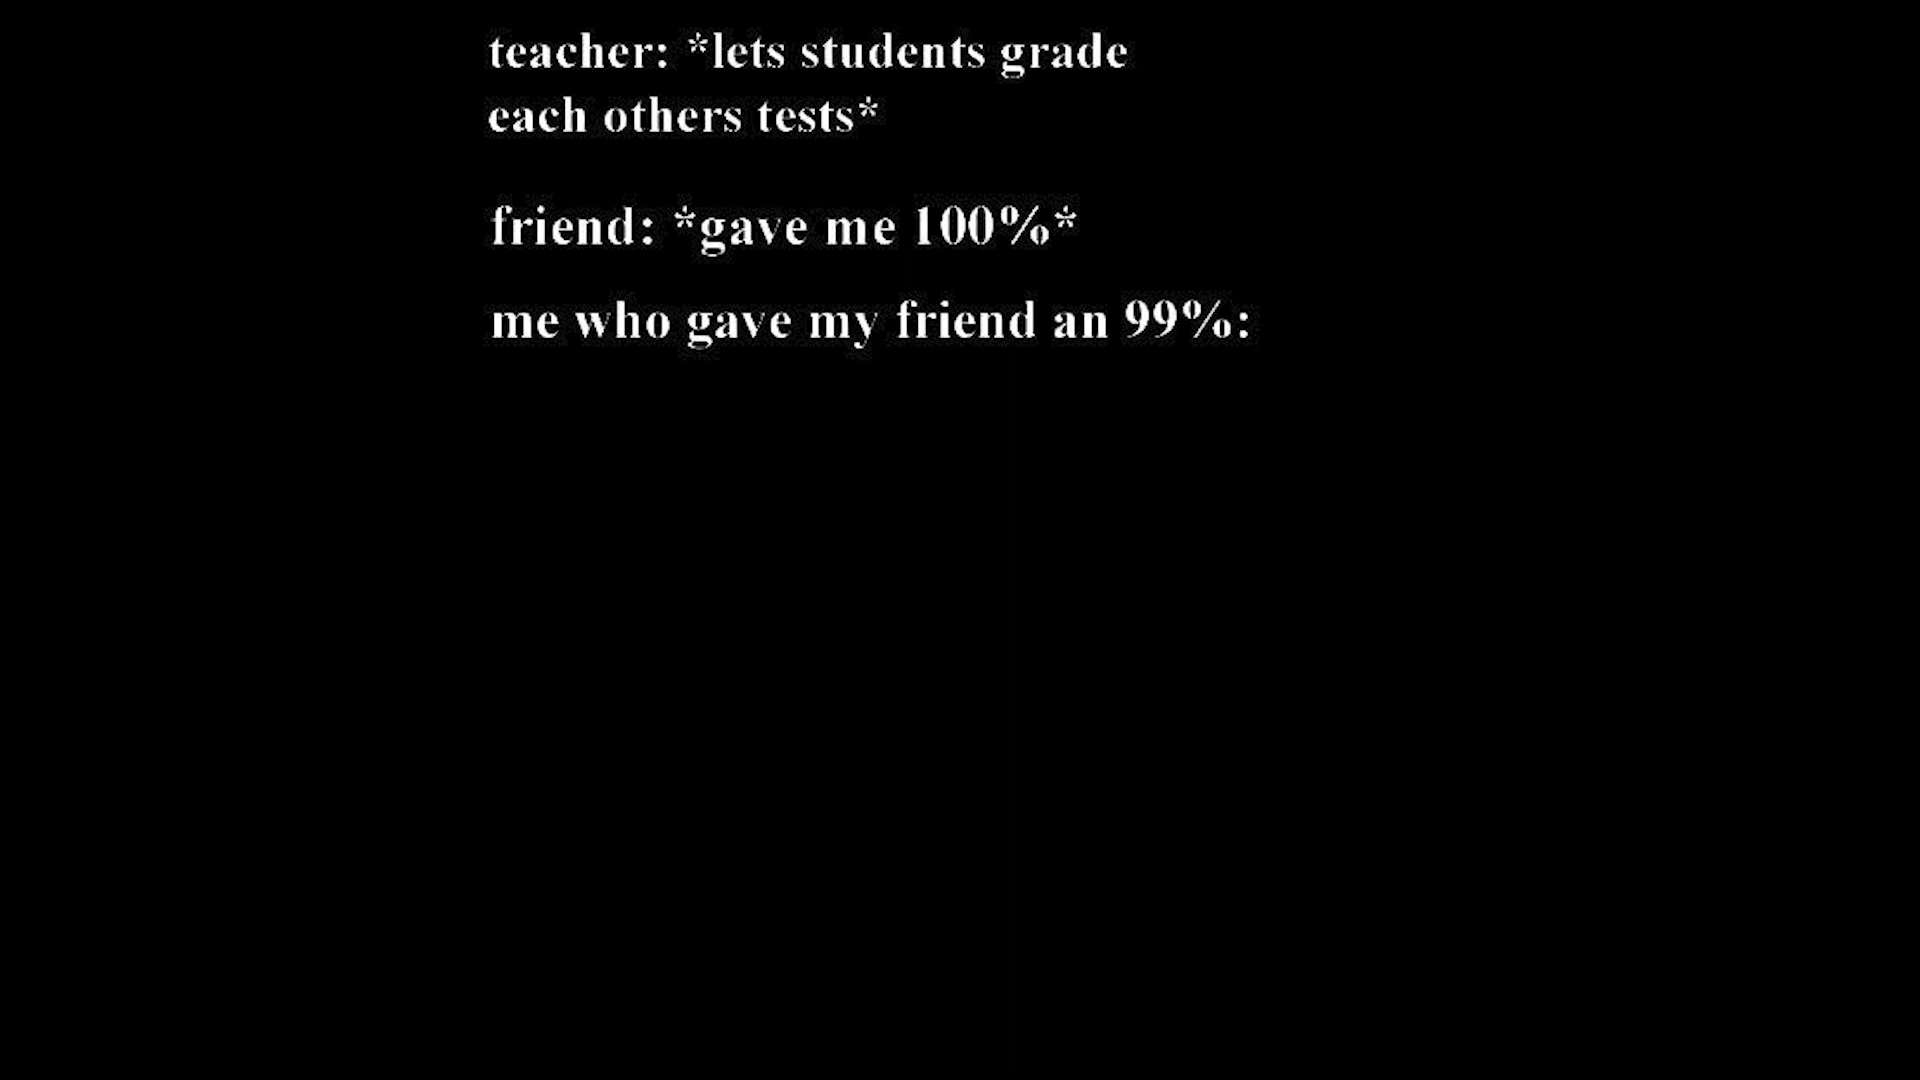 teacher: *lets students grade
each others tests*
friend: *gave me 100%*
me who gave my friend an 99%: